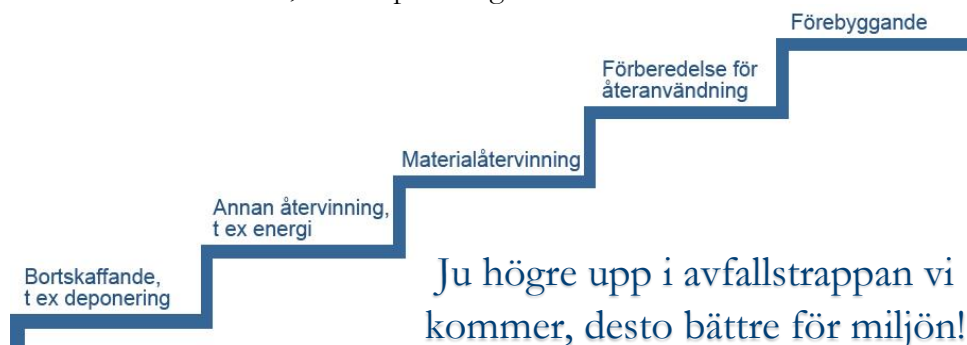 Förebyggande
Förberedelse för
återanvändning
Materialåtervinning
Annan återvinning,
t ex energi
Bortskaffande,
t ex deponering
Ju högre upp i avfallstrappan vi
kommer, desto bättre för miljön!